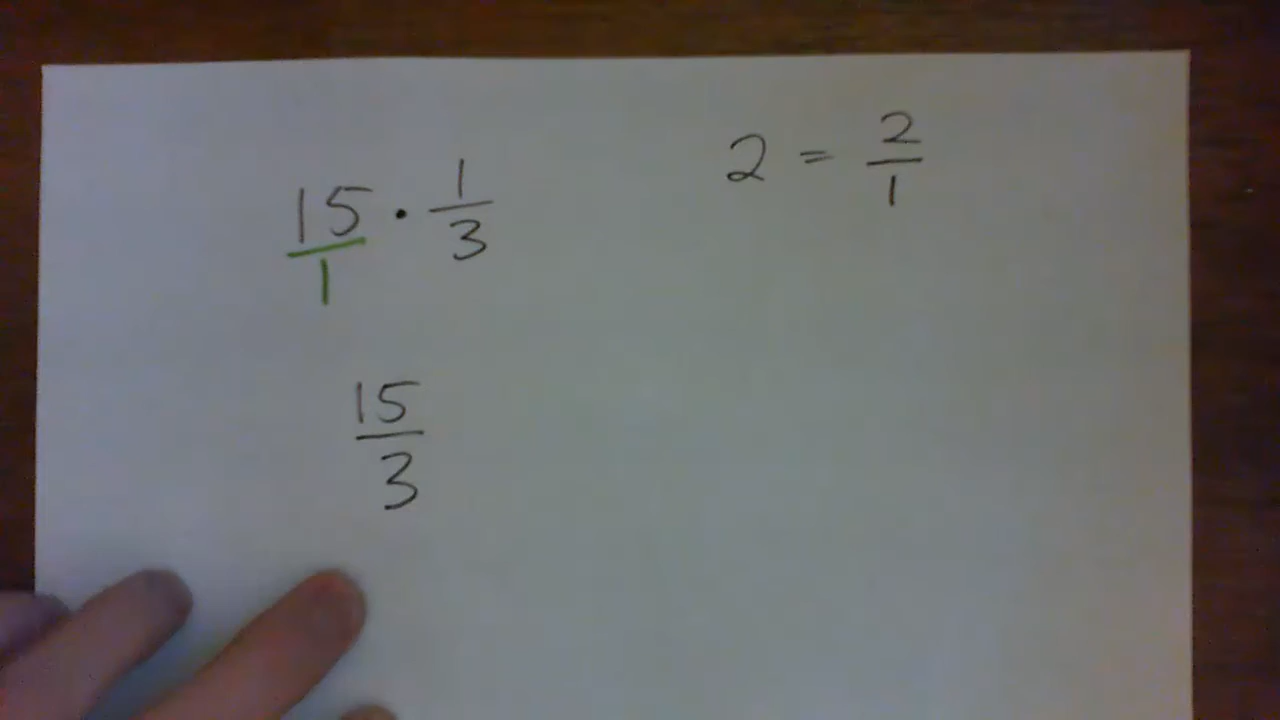 15/1 · 1/3
2 = 2/1
15/3